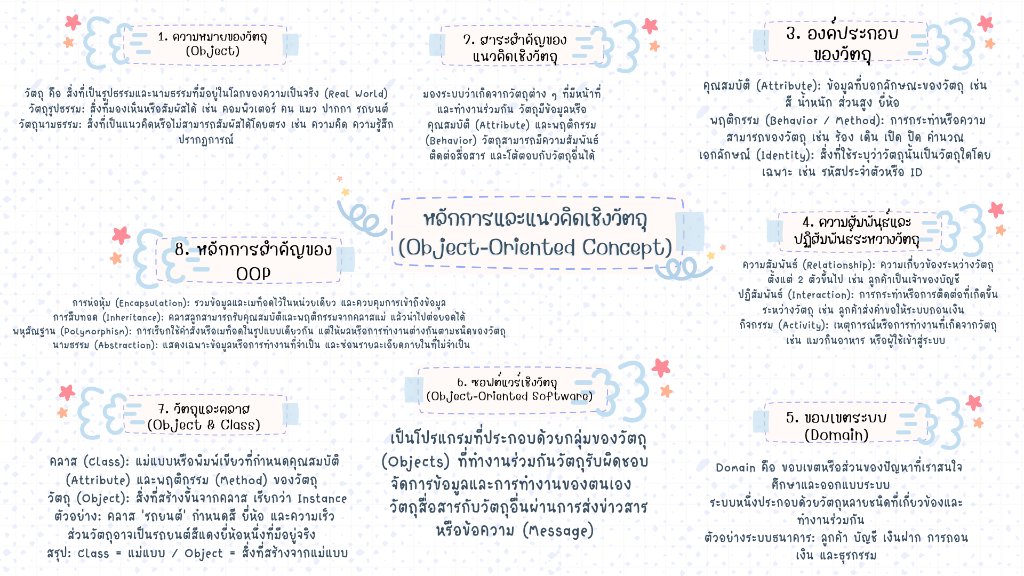 1. ความหมายของวัตถุ
(Object)
วัตถุ คือ สิ่งที่เป็นรูปธรรมและนามธรรมที่มีอยู่ในโลกของความเป็นจริง (Real World)
วัตถุรูปธรรม: สิ่งที่มองเห็นหรือสัมผัสได้ เช่น คอมพิวเตอร์ คน แมว ปากกา รถยนต์
วัตถุนามธรรม: สิ่งที่เป็นแนวคิดหรือไม่สามารถสัมผัสได้โดยตรง เช่น ความคิด ความรู้สึก
ปรากฏการณ์
2. สาระสำคัญของ
แนวคิดเชิงวัตถุ
มองระบบว่าเกิดจากวัตถุต่าง ๆ ที่มีหน้าที่
และทำงานร่วมกัน วัตถุมีข้อมูลหรือ
คุณสมบัติ (Attribute) และพฤติกรรม
(Behavior) วัตถุสามารถมีความสัมพันธ์
ติดต่อสื่อสาร และโต้ตอบกับวัตถุอื่นได้
3. องค์ประกอบ
ของวัตถุ
คุณสมบัติ (Attribute): ข้อมูลที่บอกลักษณะของวัตถุ เช่น
สี น้ำหนัก ส่วนสูง ยี่ห้อ
พฤติกรรม (Behavior / Method): การกระทำหรือความ
สามารถของวัตถุ เช่น ร้อง เดิน เปิด ปิด คำนวณ
เอกลักษณ์ (Identity): สิ่งที่ใช้ระบุว่าวัตถุนั้นเป็นวัตถุใดโดย
เฉพาะ เช่น รหัสประจำตัวหรือ ID
หลักการและแนวคิดเชิงวัตถุ
(Object-Oriented Concept)
4. ความสัมพันธ์และ
ปฏิสัมพันธ์ระหว่างวัตถุ
ความสัมพันธ์ (Relationship): ความเกี่ยวข้องระหว่างวัตถุ
ตั้งแต่ 2 ตัวขึ้นไป เช่น ลูกค้าเป็นเจ้าของบัญชี
ปฏิสัมพันธ์ (Interaction): การกระทำหรือการติดต่อที่เกิดขึ้น
ระหว่างวัตถุ เช่น ลูกค้าส่งคำขอให้ระบบถอนเงิน
กิจกรรม (Activity): เหตุการณ์หรือการทำงานที่เกิดจากวัตถุ
เช่น แมวกินอาหาร หรือผู้ใช้เข้าสู่ระบบ
8. หลักการสำคัญของ
OOP
การห่อหุ้ม (Encapsulation): รวมข้อมูลและเมท็อดไว้ในหน่วยเดียว และควบคุมการเข้าถึงข้อมูล
การสืบทอด (Inheritance): คลาสลูกสามารถรับคุณสมบัติและพฤติกรรมจากคลาสแม่ แล้วนำไปต่อยอดได้
พหุสัณฐาน (Polymorphism): การเรียกใช้คำสั่งหรือเมท็อดในรูปแบบเดียวกัน แต่ให้ผลหรือการทำงานต่างกันตามชนิดของวัตถุ
นามธรรม (Abstraction): แสดงเฉพาะข้อมูลหรือการทำงานที่จำเป็น และซ่อนรายละเอียดภายในที่ไม่จำเป็น
7. วัตถุและคลาส
(Object & Class)
คลาส (Class): แม่แบบหรือพิมพ์เขียวที่กำหนดคุณสมบัติ
(Attribute) และพฤติกรรม (Method) ของวัตถุ
วัตถุ (Object): สิ่งที่สร้างขึ้นจากคลาส เรียกว่า Instance
ตัวอย่าง: คลาส 'รถยนต์' กำหนดสี ยี่ห้อ และความเร็ว
ส่วนวัตถุอาจเป็นรถยนต์สีแดงยี่ห้อหนึ่งที่มีอยู่จริง
สรุป: Class = แม่แบบ / Object = สิ่งที่สร้างจากแม่แบบ
6. ซอฟต์แวร์เชิงวัตถุ
(Object-Oriented Software)
เป็นโปรแกรมที่ประกอบด้วยกลุ่มของวัตถุ
(Objects) ที่ทำงานร่วมกันวัตถุรับผิดชอบ
จัดการข้อมูลและการทำงานของตนเอง
วัตถุสื่อสารกับวัตถุอื่นผ่านการส่งข่าวสาร
หรือข้อความ (Message)
5. ขอบเขตระบบ
(Domain)
Domain คือ ขอบเขตหรือส่วนของปัญหาที่เราสนใจ
ศึกษาและออกแบบระบบ
ระบบหนึ่งประกอบด้วยวัตถุหลายชนิดที่เกี่ยวข้องและ
ทำงานร่วมกัน
ตัวอย่างระบบธนาคาร: ลูกค้า บัญชี เงินฝาก การถอน
เงิน และธุรกรรม